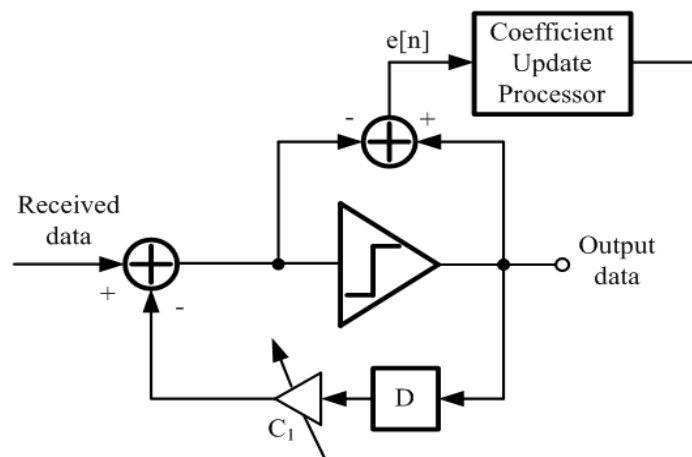 e[n]
Coefficient
Update
Processor
-
+
Received
data
+
-
Output
data
D
C₁